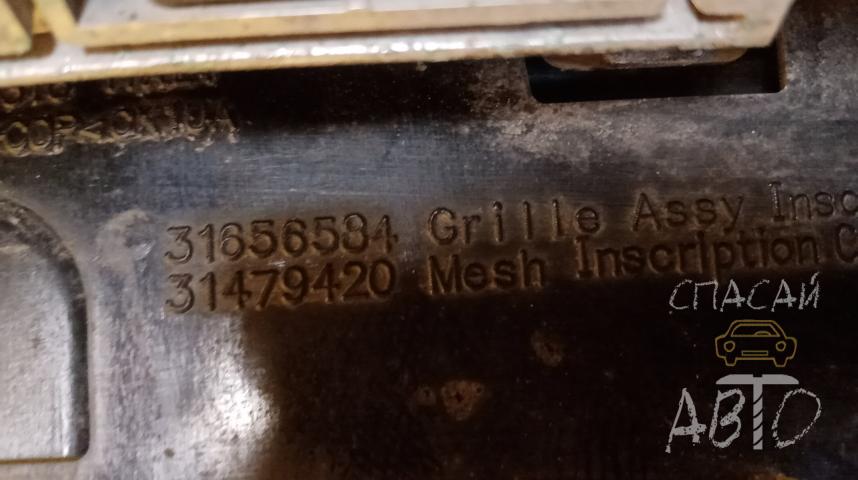 31656584 Grille Assy Insc
31479420 Mesh Inscription C
СПАСАЙ
АВТО